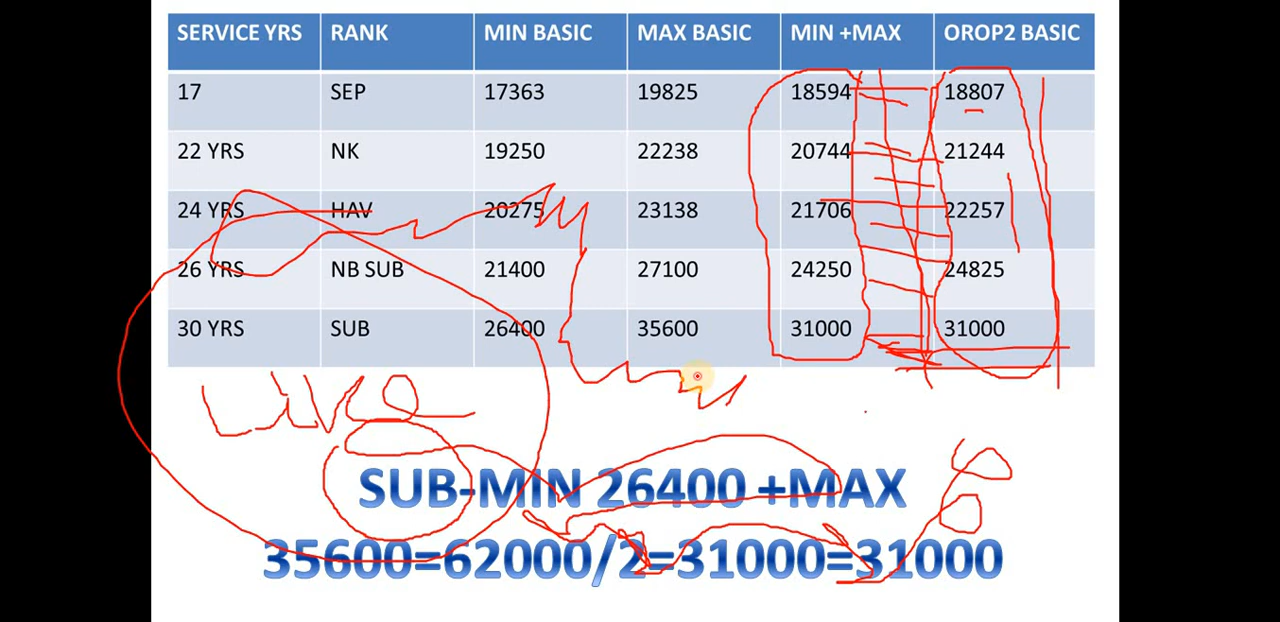 SERVICE YRS RANK MIN BASIC MAX BASIC MIN +MAX OROP2 BASIC
17 SEP 17363 19825 18594 18807
22 YRS NK 19250 22238 20744 21244
24 YRS HAV 20275 23138 21706 22257
26 YRS NB SUB 21400 27100 24250 24825
30 YRS SUB 26400 35600 31000 31000
SUB-MIN 26400 +MAX
35600=62000/2=31000=31000